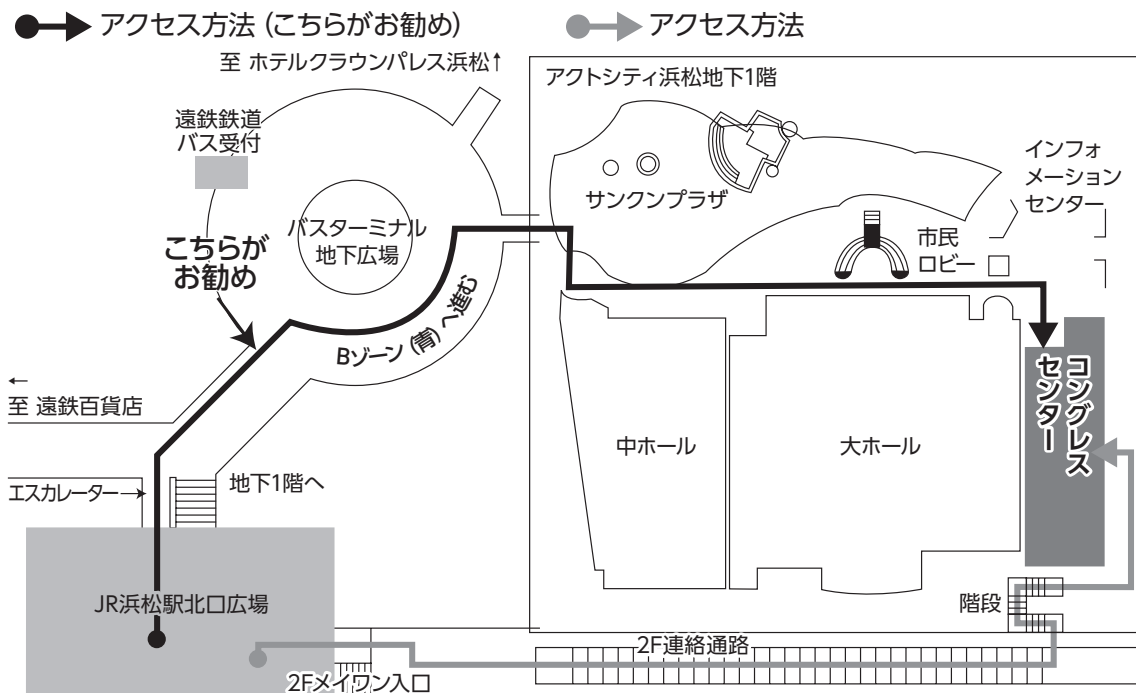 アクセス方法 (こちらがお勧め)
アクセス方法
至 ホテルクラウンパレス浜松↑
アクトシティ浜松地下1階
遠鉄鉄道
バス受付
サンクンプラザ
インフォ
メーション
センター
バスターミナル
地下広場
市民
ロビー
こちらが
お勧め
Bゾーン (青) へ進む
←
至 遠鉄百貨店
コングレス
センター
中ホール
大ホール
エスカレーター→
地下1階へ
JR浜松駅北口広場
階段
2F連絡通路
2Fメイワン入口